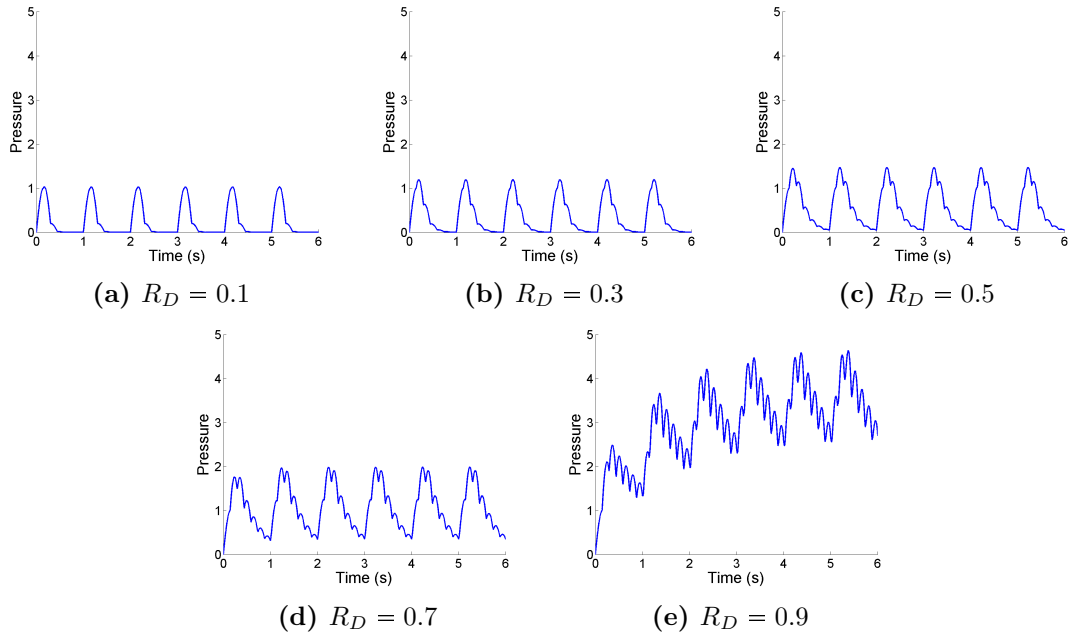 5
4
3
2
1
0
Pressure
0 1 2 3 4 5 6
Time (s)
(a) R_D = 0.1
5
4
3
2
1
0
Pressure
0 1 2 3 4 5 6
Time (s)
(b) R_D = 0.3
5
4
3
2
1
0
Pressure
0 1 2 3 4 5 6
Time (s)
(c) R_D = 0.5
5
4
3
2
1
0
Pressure
0 1 2 3 4 5 6
Time (s)
(d) R_D = 0.7
5
4
3
2
1
0
Pressure
0 1 2 3 4 5 6
Time (s)
(e) R_D = 0.9